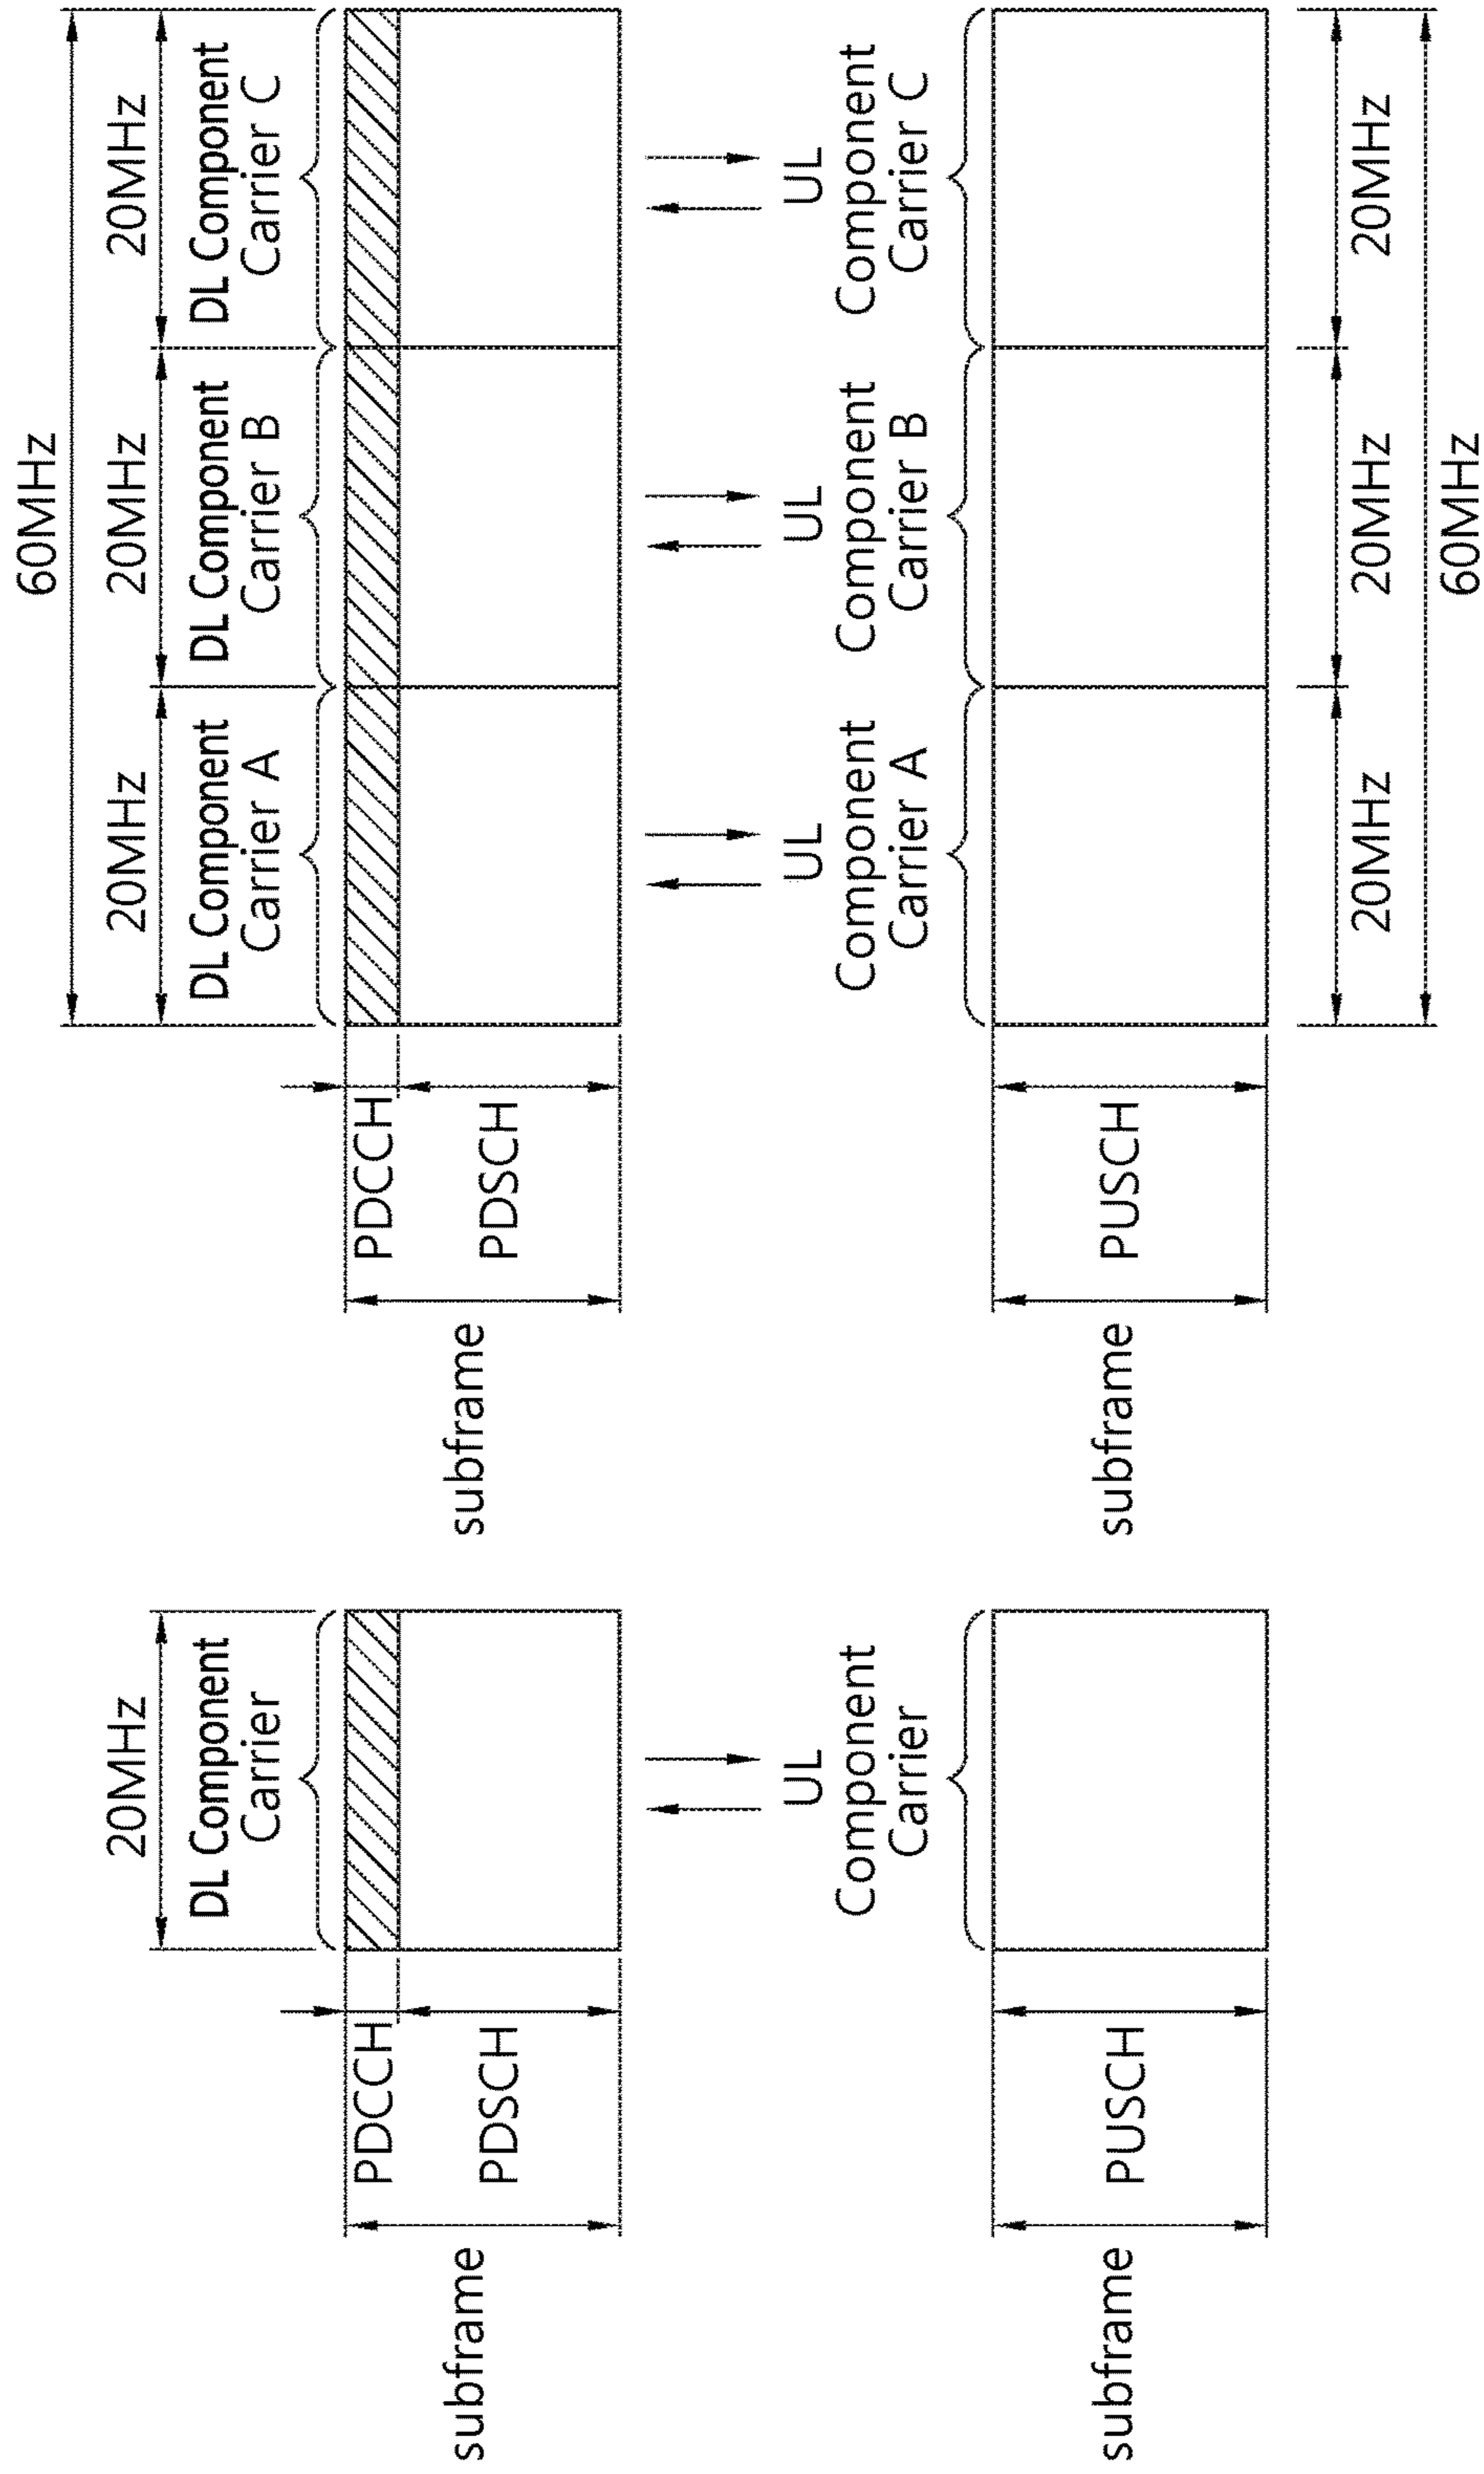 20MHz
DL Component
Carrier
PDCCH
subframe
PDSCH
UL
Component
Carrier
subframe
PUSCH
60MHz
20MHz
20MHz
20MHz
DL Component
Carrier A
DL Component
Carrier B
DL Component
Carrier C
PDCCH
subframe
PDSCH
UL
Component
Carrier A
UL
Component
Carrier B
UL
Component
Carrier C
subframe
PUSCH
20MHz
20MHz
20MHz
60MHz